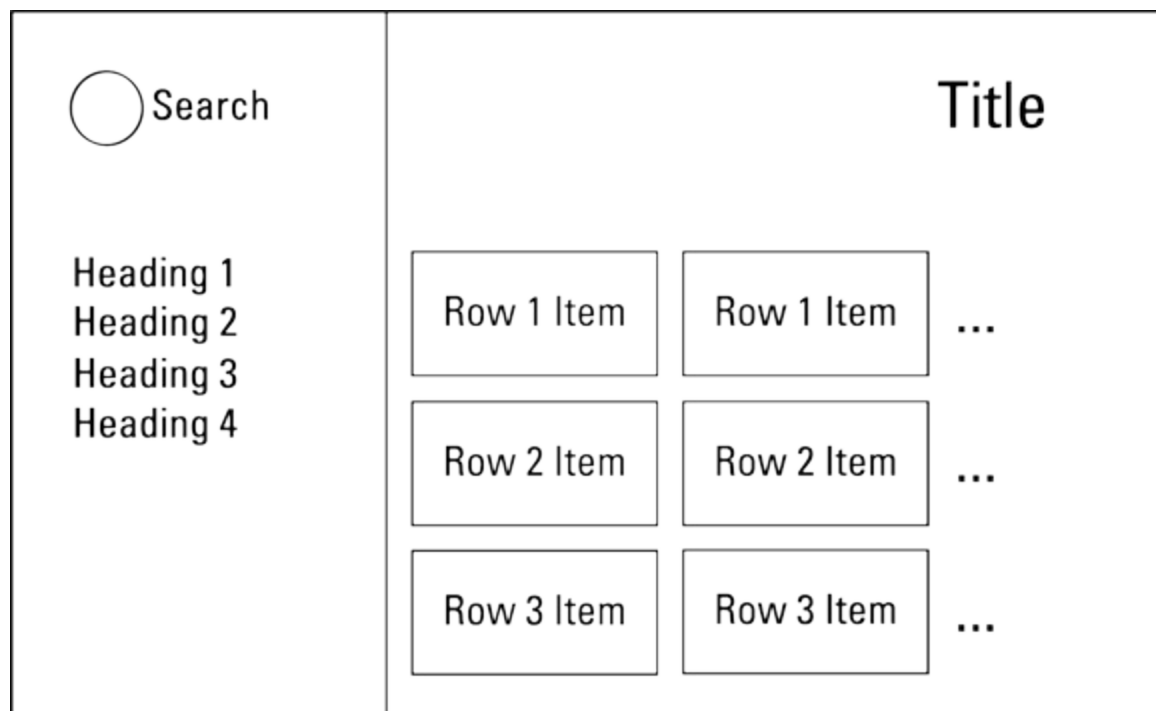 Search
Title
Heading 1
Heading 2
Heading 3
Heading 4
Row 1 Item Row 1 Item ...
Row 2 Item Row 2 Item ...
Row 3 Item Row 3 Item ...